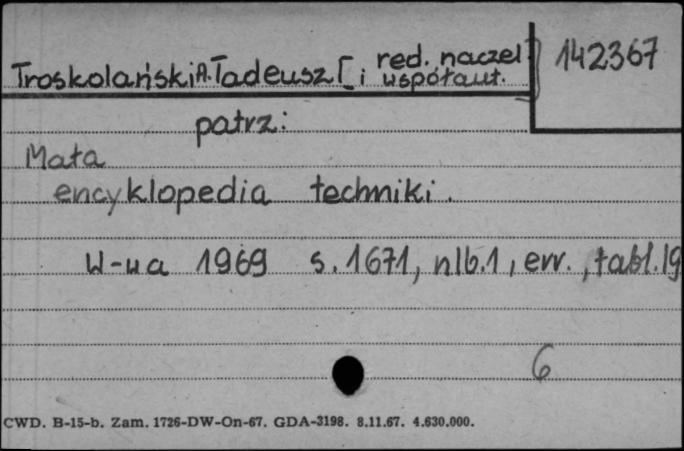 142367
Troskolański A. Tadeusz [i red. naczel. współaut.]
patrz:
Mała
encyklopedia techniki.
W-wa 1969 s. 1671, nlb. 1, err., tabl. 19
6
CWD. B-15-b. Zam. 1726-DW-On-67. GDA-3198. 8.11.67. 4.630.000.